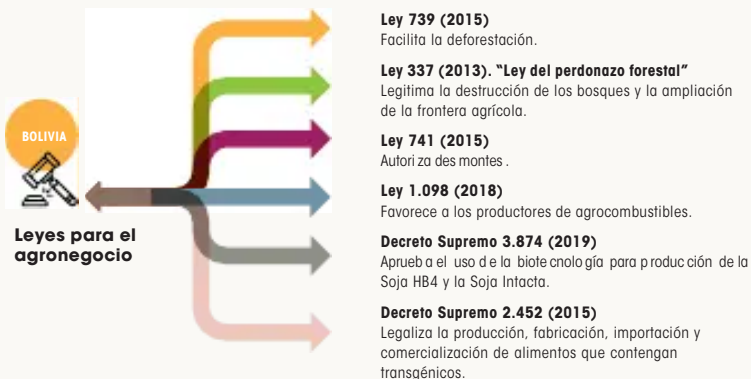 BOLIVIA
Leyes para el
agronegocio
Ley 739 (2015)
Facilita la deforestación.
Ley 337 (2013). “Ley del perdonazo forestal”
Legitima la destrucción de los bosques y la ampliación
de la frontera agrícola.
Ley 741 (2015)
Autori za des montes .
Ley 1.098 (2018)
Favorece a los productores de agrocombustibles.
Decreto Supremo 3.874 (2019)
Aprueb a el uso d e la biote cnolo gía para p roduc ción de la
Soja HB4 y la Soja Intacta.
Decreto Supremo 2.452 (2015)
Legaliza la producción, fabricación, importación y
comercialización de alimentos que contengan
transgénicos.